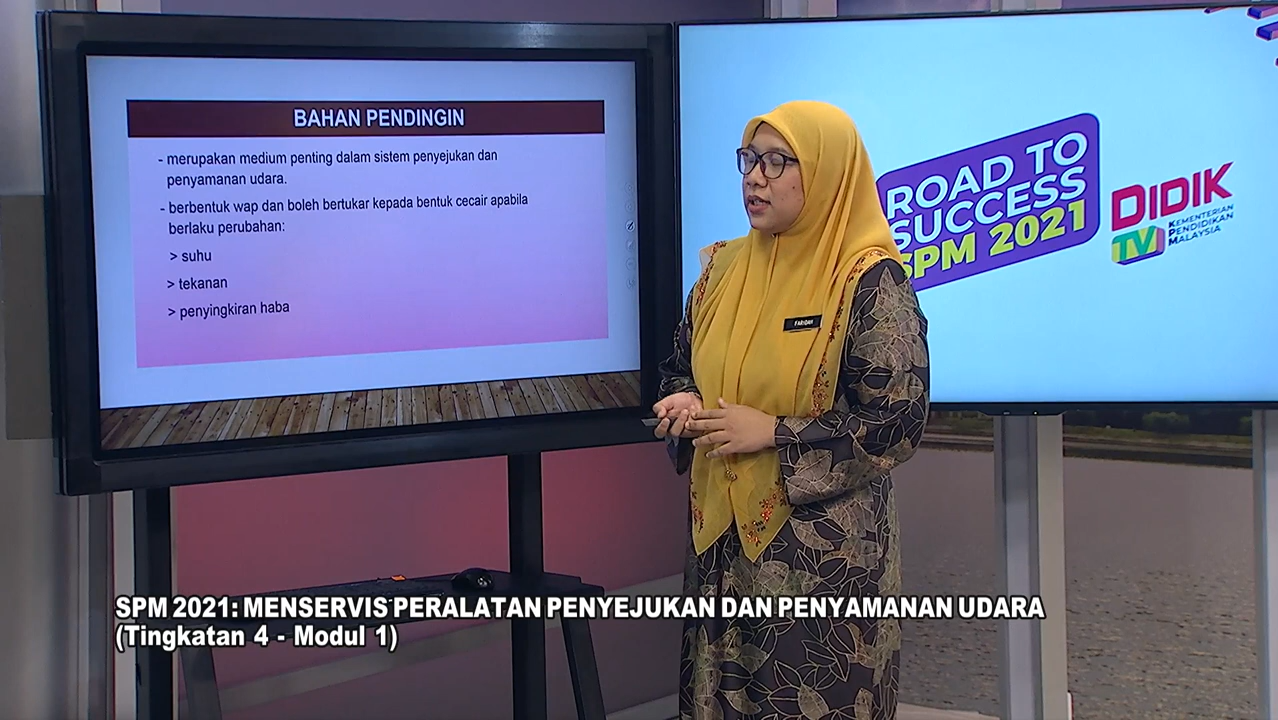 BAHAN PENDINGIN
- merupakan medium penting dalam sistem penyejukan dan
penyamanan udara.
- berbentuk wap dan boleh bertukar kepada bentuk cecair apabila
berlaku perubahan:
> suhu
> tekanan
> penyingkiran haba
ROAD TO
SUCCESS
SPM 2021
DIDIK
TV
KEMENTERIAN
PENDIDIKAN
MALAYSIA
FARIDAH
SPM 2021: MENSERVIS PERALATAN PENYEJUKAN DAN PENYAMANAN UDARA
(Tingkatan 4 - Modul 1)